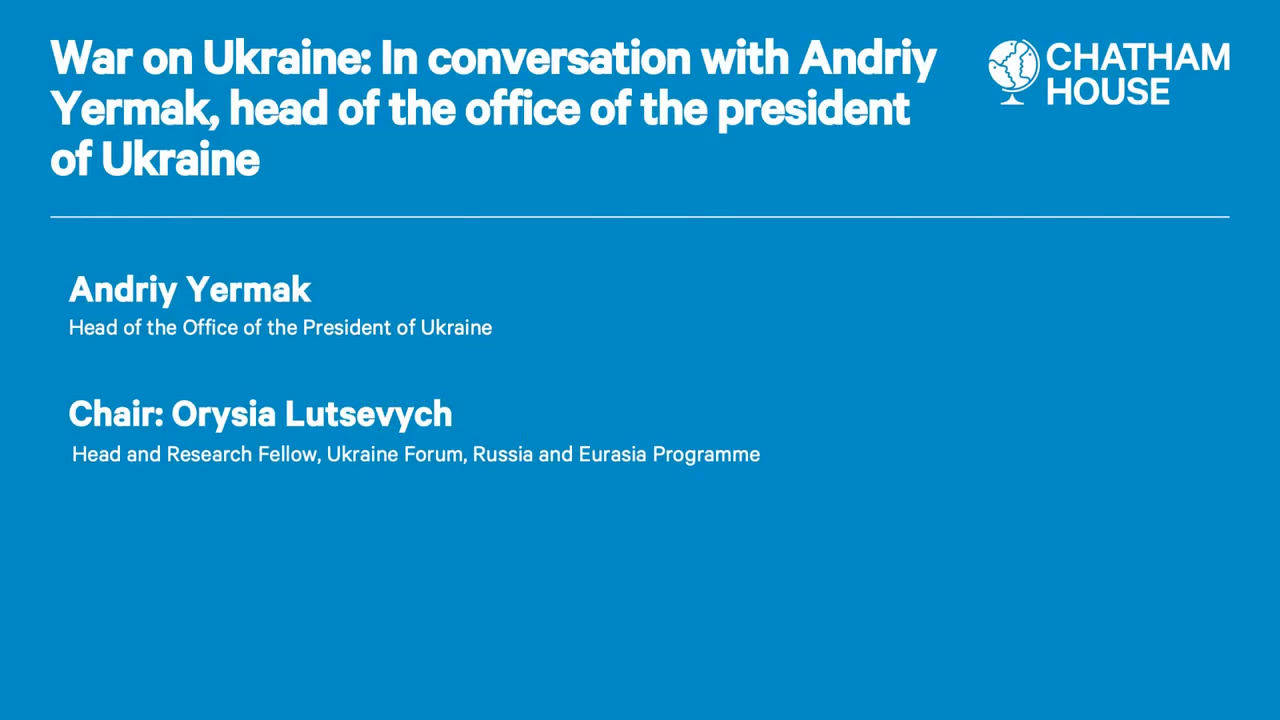 War on Ukraine: In conversation with Andriy
Yermak, head of the office of the president
of Ukraine
CHATHAM
HOUSE
Andriy Yermak
Head of the Office of the President of Ukraine
Chair: Orysia Lutsevych
Head and Research Fellow, Ukraine Forum, Russia and Eurasia Programme